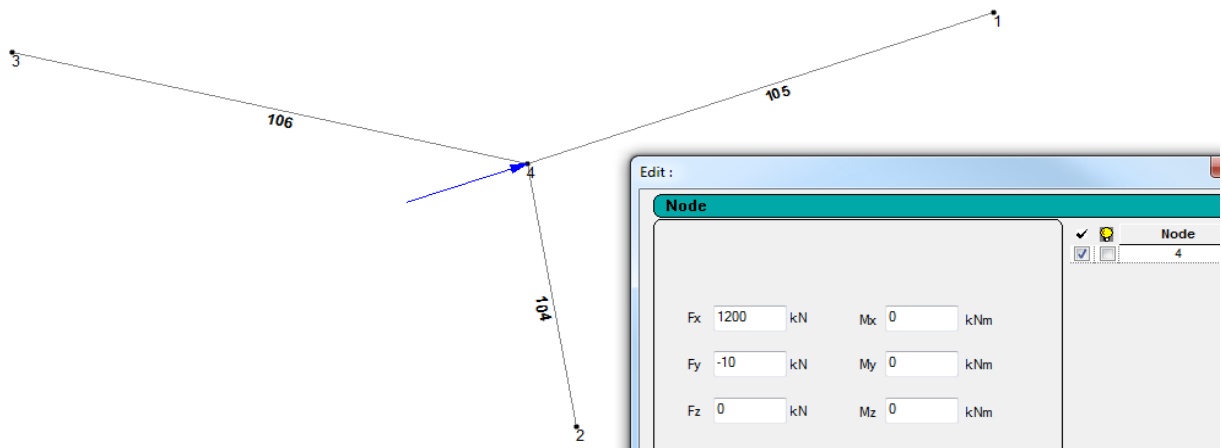 3
1
106
105
4
104
2
Edit :
Node
✓ Node
4
Fx 1200 kN Mx 0 kNm
Fy -10 kN My 0 kNm
Fz 0 kN Mz 0 kNm